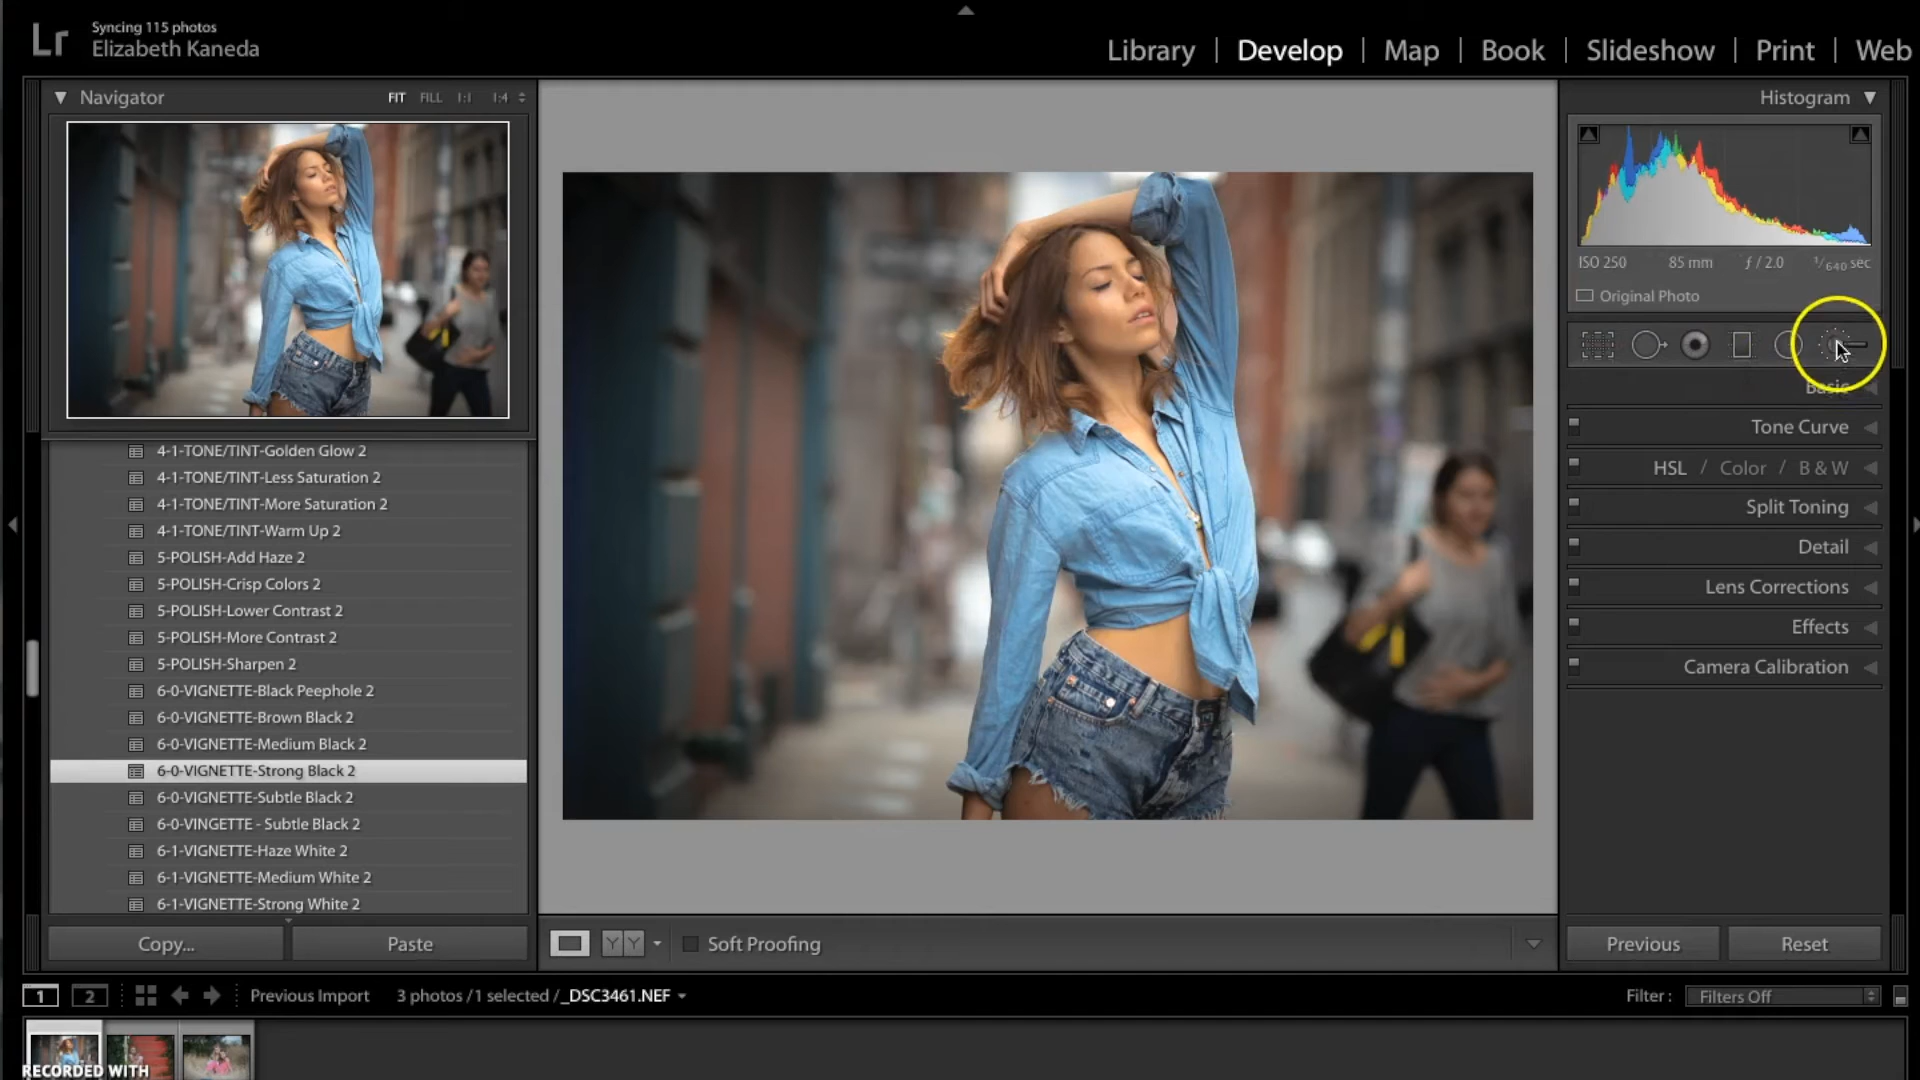 Lr
Syncing 115 photos
Elizabeth Kaneda
Library | Develop | Map | Book | Slideshow | Print | Web
Navigator FIT FILL 1:1 1:4
Histogram
ISO 250 85 mm ƒ / 2.0 1/640 sec
Original Photo
Basic
Tone Curve
HSL / Color / B & W
Split Toning
Detail
Lens Corrections
Effects
Camera Calibration
4-1-TONE/TINT-Golden Glow 2
4-1-TONE/TINT-Less Saturation 2
4-1-TONE/TINT-More Saturation 2
4-1-TONE/TINT-Warm Up 2
5-POLISH-Add Haze 2
5-POLISH-Crisp Colors 2
5-POLISH-Lower Contrast 2
5-POLISH-More Contrast 2
5-POLISH-Sharpen 2
6-0-VIGNETTE-Black Peephole 2
6-0-VIGNETTE-Brown Black 2
6-0-VIGNETTE-Medium Black 2
6-0-VIGNETTE-Strong Black 2
6-0-VIGNETTE-Subtle Black 2
6-0-VINGETTE - Subtle Black 2
6-1-VIGNETTE-Haze White 2
6-1-VIGNETTE-Medium White 2
6-1-VIGNETTE-Strong White 2
Copy... Paste
Y Y Soft Proofing
Previous Reset
1 2 Previous Import 3 photos / 1 selected / _DSC3461.NEF
Filter : Filters Off
RECORDED WITH